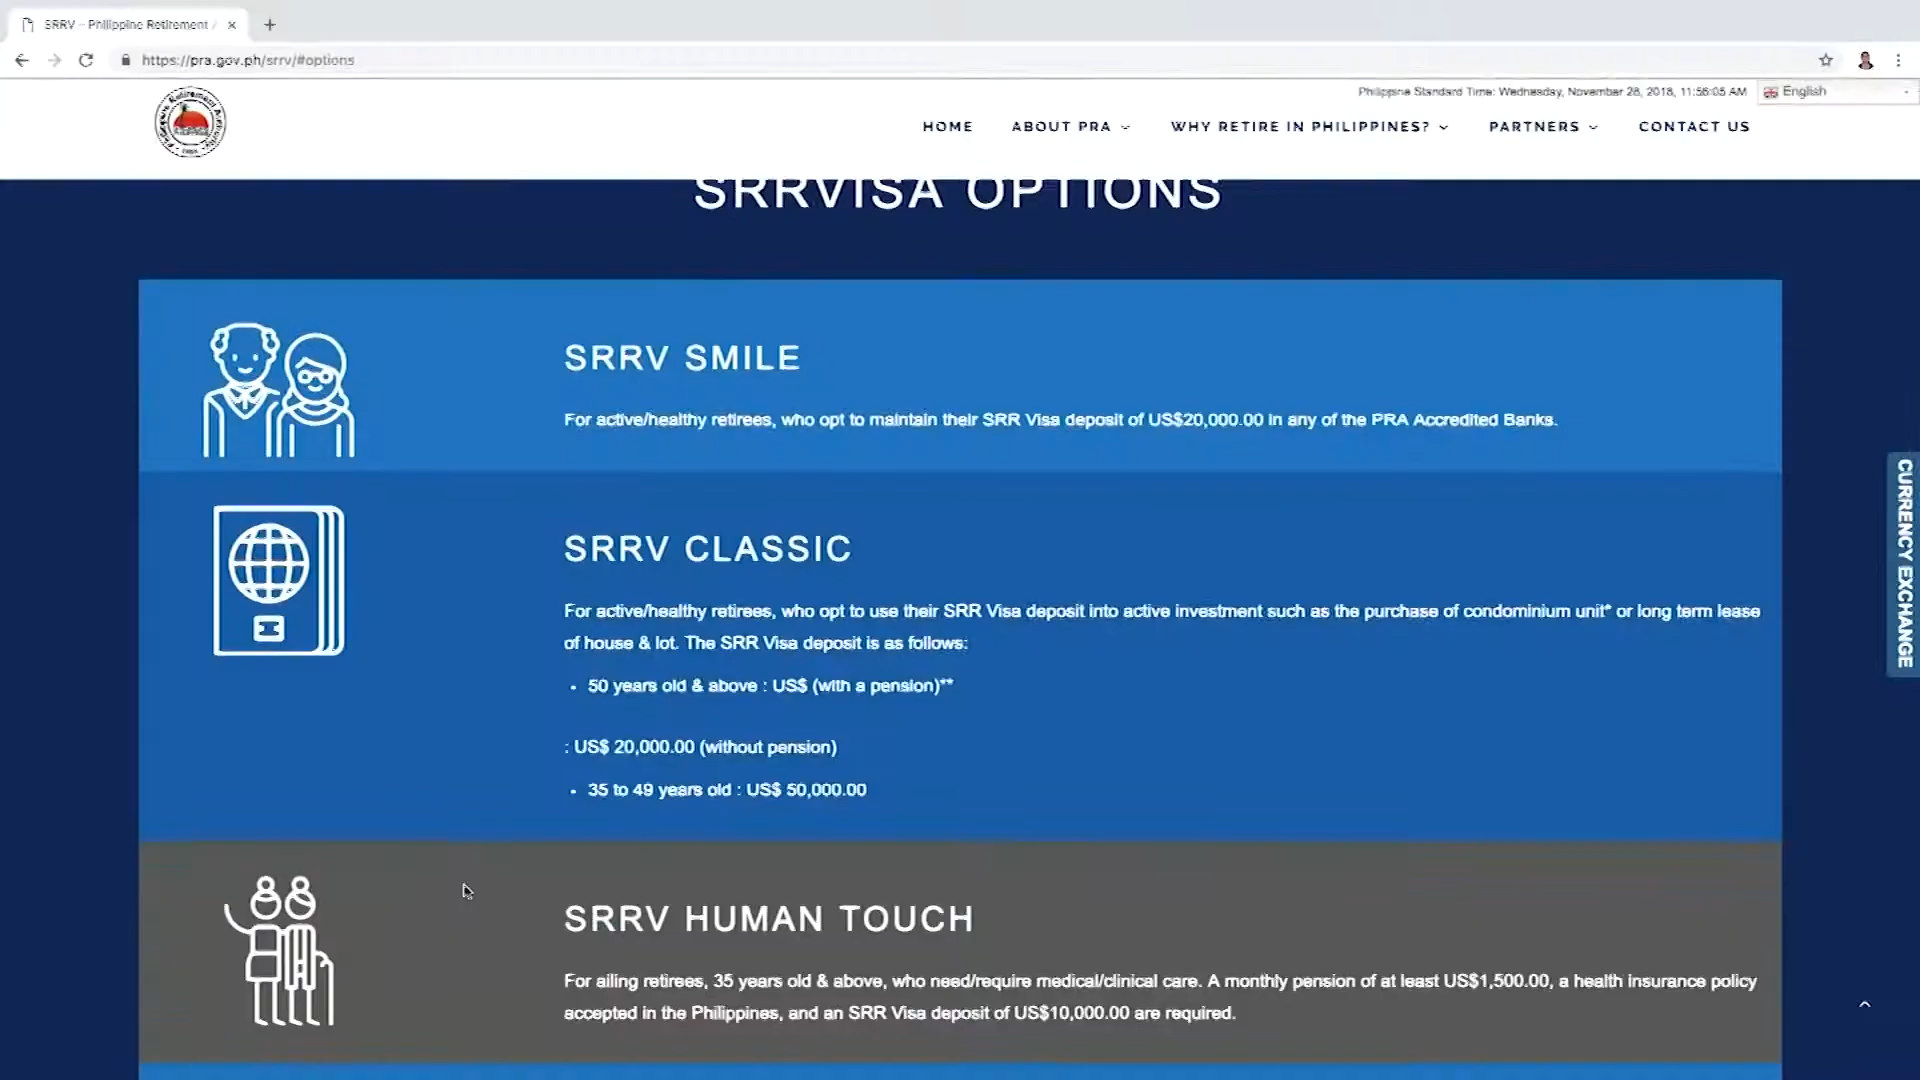 SRRV – Philippine Retirement /
https://pra.gov.ph/srrv/#options
Philippine Standard Time: Wednesday, November 28, 2018, 11:56:05 AM
English
HOME
ABOUT PRA
WHY RETIRE IN PHILIPPINES?
PARTNERS
CONTACT US
SRRVISA OPTIONS
SRRV SMILE
For active/healthy retirees, who opt to maintain their SRR Visa deposit of US$20,000.00 in any of the PRA Accredited Banks.
SRRV CLASSIC
For active/healthy retirees, who opt to use their SRR Visa deposit into active investment such as the purchase of condominium unit* or long term lease
of house & lot. The SRR Visa deposit is as follows:
• 50 years old & above : US$ (with a pension)**
: US$ 20,000.00 (without pension)
• 35 to 49 years old : US$ 50,000.00
SRRV HUMAN TOUCH
For ailing retirees, 35 years old & above, who need/require medical/clinical care. A monthly pension of at least US$1,500.00, a health insurance policy
accepted in the Philippines, and an SRR Visa deposit of US$10,000.00 are required.
CURRENCY EXCHANGE